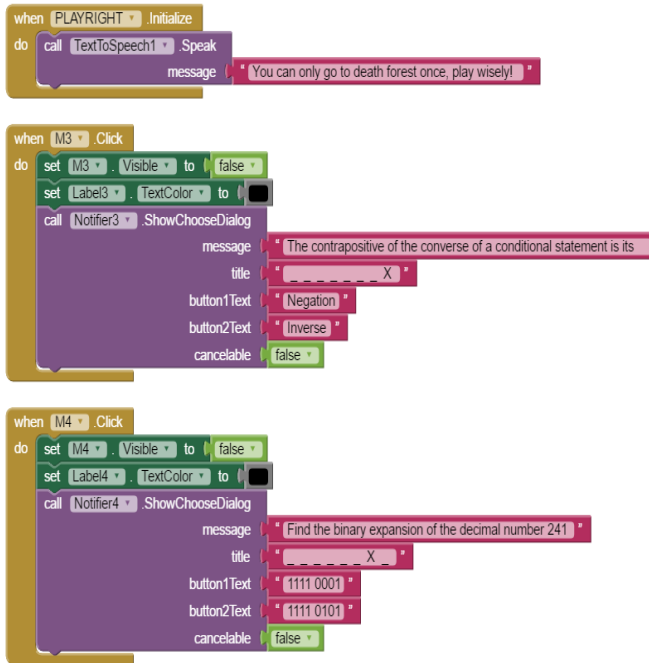 when PLAYRIGHT .Initialize
do call TextToSpeech1 .Speak
message " You can only go to death forest once, play wisely! "
when M3 .Click
do set M3 . Visible to false
set Label3 . TextColor to
call Notifier3 .ShowChooseDialog
message " The contrapositive of the converse of a conditional statement is its
title " _ _ _ _ _ _ _ X "
button1Text " Negation "
button2Text " Inverse "
cancelable false
when M4 .Click
do set M4 . Visible to false
set Label4 . TextColor to
call Notifier4 .ShowChooseDialog
message " Find the binary expansion of the decimal number 241 "
title " _ _ _ _ _ _ X _ "
button1Text " 1111 0001 "
button2Text " 1111 0101 "
cancelable false